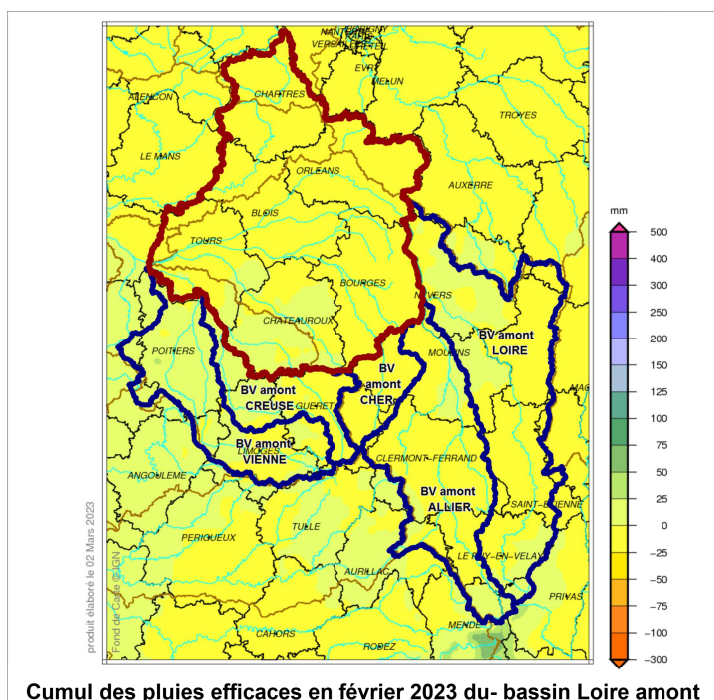 VERSAI
EVRY
MELUN
CHARTRES
ALENCON
TROYES
LE MANS
ORLEANS
AUXERRE
BLOIS
TOURS
BOURGES
NEVERS
CHATEAUROUX
POITIERS
MOULINS
BV amont
LOIRE
BV
amont
CHER
BV amont
CREUSE
GUERET
BV amont
VIENNE
LIMOGES
CLERMONT-FERRAND
ANGOULEME
BV amont
ALLIER
SAINT-ETIENNE
TULLE
PERIGUEUX
LE PUY-EN-VELAY
AURILLAC
PRIVAS
MENDE
CAHORS
RODEZ
MAC
mm
500
400
300
250
200
150
125
100
75
50
25
0
-25
-50
-75
-100
-300
produit élaboré le 02 Mars 2023
Fond de Carte © IGN
Cumul des pluies efficaces en février 2023 du- bassin Loire amont